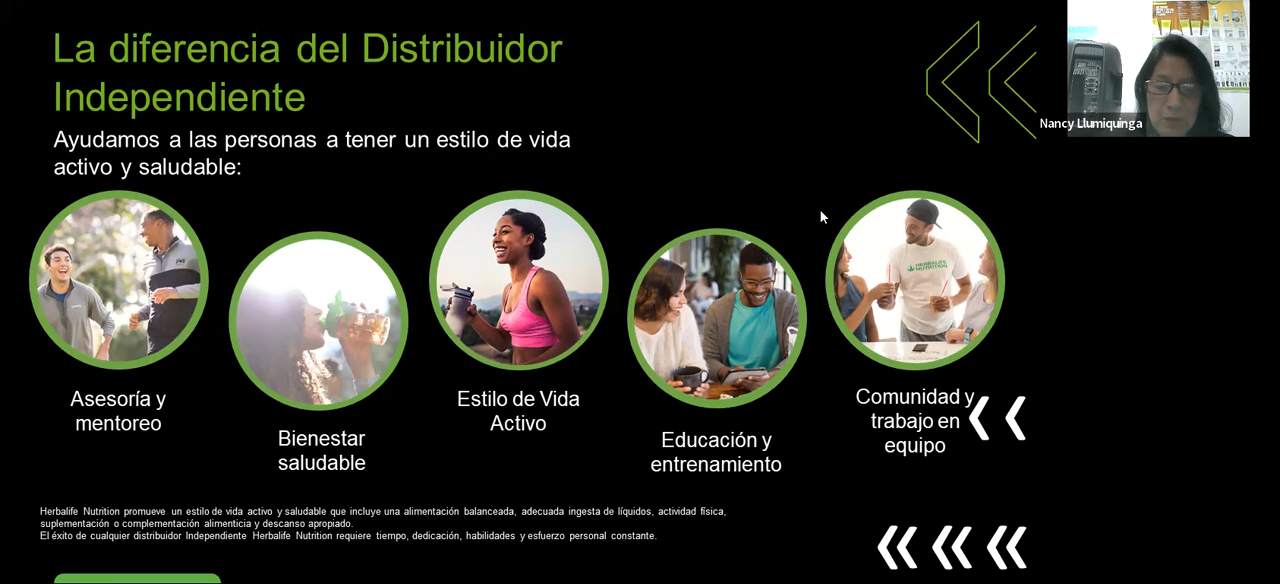 La diferencia del Distribuidor
Independiente
Ayudamos a las personas a tener un estilo de vida
activo y saludable:
Nancy Llumiquinga
HERBALIFE
NUTRITION
Asesoría y
mentoreo
Bienestar
saludable
Estilo de Vida
Activo
Educación y
entrenamiento
Comunidad y
trabajo en
equipo
Herbalife Nutrition promueve un estilo de vida activo y saludable que incluye una alimentación balanceada, adecuada ingesta de líquidos, actividad física,
suplementación o complementación alimenticia y descanso apropiado.
El éxito de cualquier distribuidor Independiente Herbalife Nutrition requiere tiempo, dedicación, habilidades y esfuerzo personal constante.